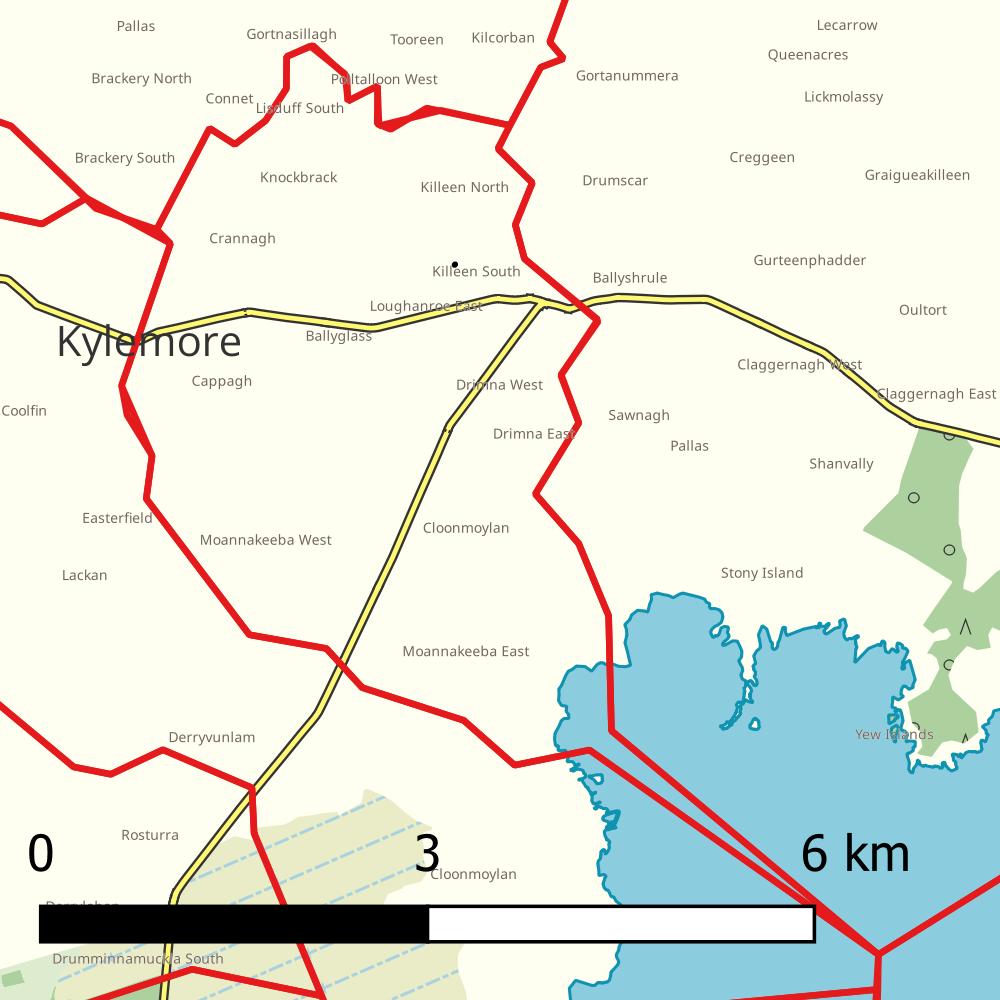 Pallas
Lecarrow
Gortnasillagh
Tooreen
Kilcorban
Queenacres
Brackery North
Polltalloon West
Gortanummera
Connet
Lisduff South
Lickmolassy
Brackery South
Creggeen
Knockbrack
Killeen North
Drumscar
Graigueakilleen
Crannagh
Gurteenphadder
Killeen South
Ballyshrule
Loughanroe East
Oultort
Kylemore
Ballyglass
Claggernagh West
Cappagh
Drimna West
Claggernagh East
Coolfin
Sawnagh
Drimna East
Pallas
Shanvally
Easterfield
Cloonmoylan
Moannakeeba West
Lackan
Stony Island
Moannakeeba East
Derryvunlam
Yew Islands
Rosturra
0 3 6 km
Cloonmoylan
Drumminnamuckla South